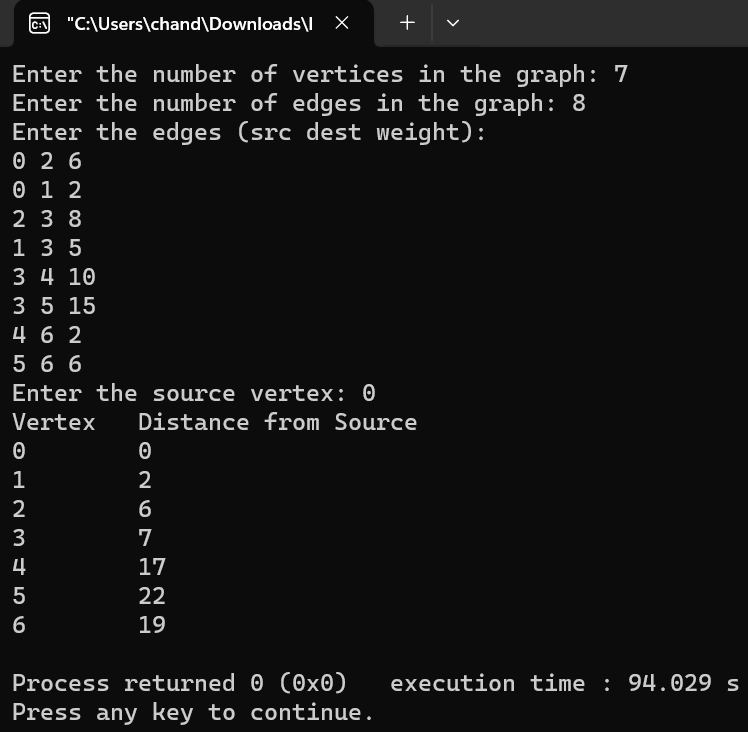 "C:\Users\chand\Downloads\I
Enter the number of vertices in the graph: 7
Enter the number of edges in the graph: 8
Enter the edges (src dest weight):
0 2 6
0 1 2
2 3 8
1 3 5
3 4 10
3 5 15
4 6 2
5 6 6
Enter the source vertex: 0
Vertex   Distance from Source
0        0
1        2
2        6
3        7
4        17
5        22
6        19
Process returned 0 (0x0)   execution time : 94.029 s
Press any key to continue.